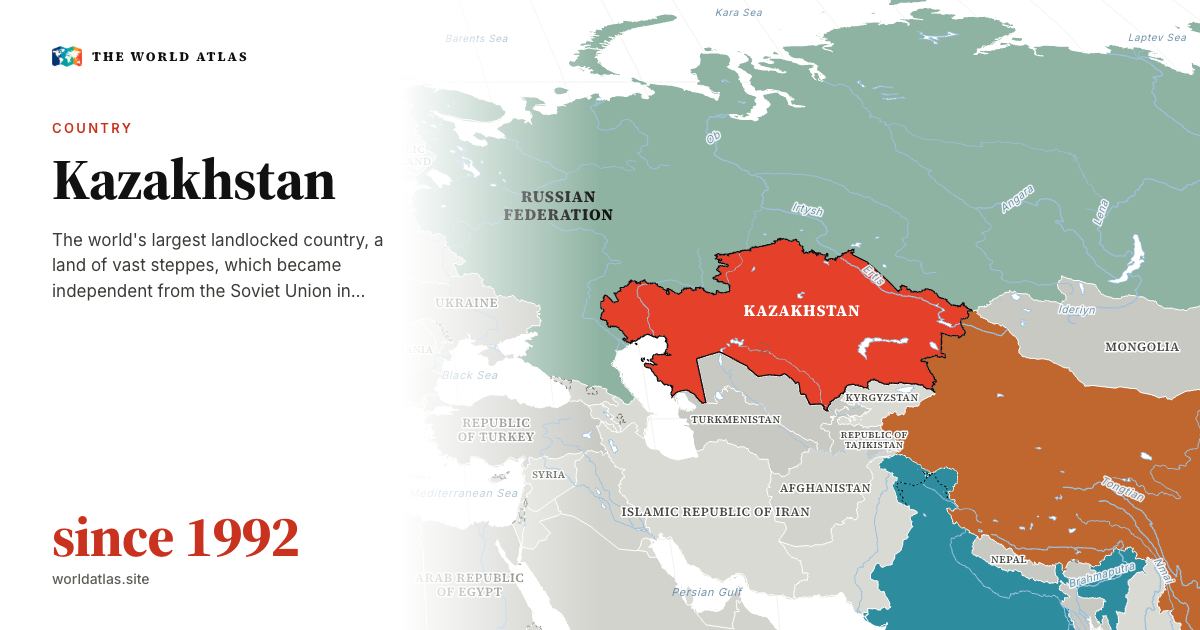 THE WORLD ATLAS
COUNTRY
Kazakhstan
The world's largest landlocked country, a
land of vast steppes, which became
independent from the Soviet Union in...
since 1992
worldatlas.site
Kara Sea
Barents Sea
Laptev Sea
Ob
RUSSIAN
FEDERATION
Irtysh
Angara
Lena
Ertis
UKRAINE
KAZAKHSTAN
Ideriyn
MONGOLIA
Black Sea
KYRGYZSTAN
TURKMENISTAN
REPUBLIC
OF TURKEY
REPUBLIC OF
TAJIKISTAN
SYRIA
AFGHANISTAN
Mediterranean Sea
Tongtian
ISLAMIC REPUBLIC OF IRAN
NEPAL
Brahmaputra
ARAB REPUBLIC
OF EGYPT
Persian Gulf